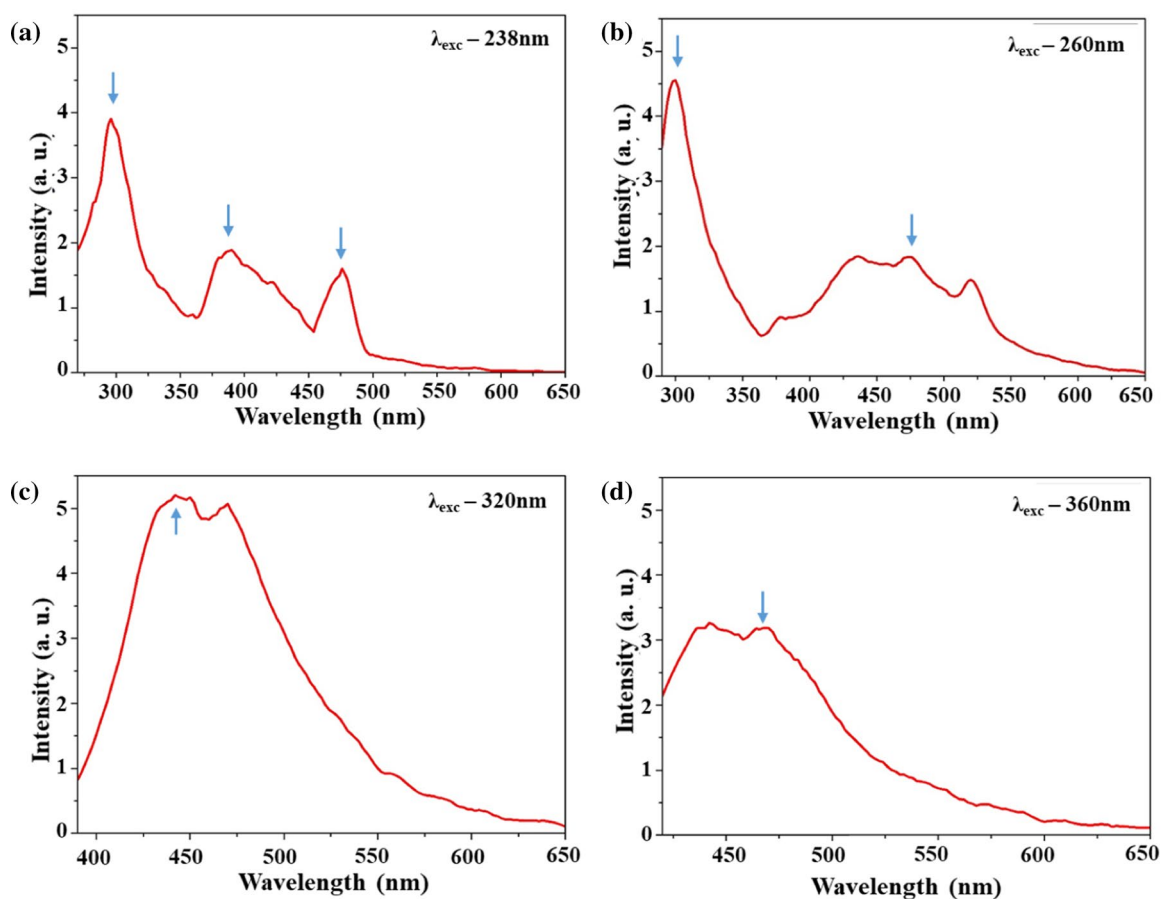 (a)
λexc – 238nm
Intensity (a. u.)
5
4
3
2
1
0
300 350 400 450 500 550 600 650
Wavelength (nm)
(b)
λexc – 260nm
Intensity (a. u.)
5
4
3
2
1
0
300 350 400 450 500 550 600 650
Wavelength (nm)
(c)
λexc – 320nm
Intensity (a. u.)
5
4
3
2
1
0
400 450 500 550 600 650
Wavelength (nm)
(d)
λexc – 360nm
Intensity (a. u.)
5
4
3
2
1
0
450 500 550 600 650
Wavelength (nm)